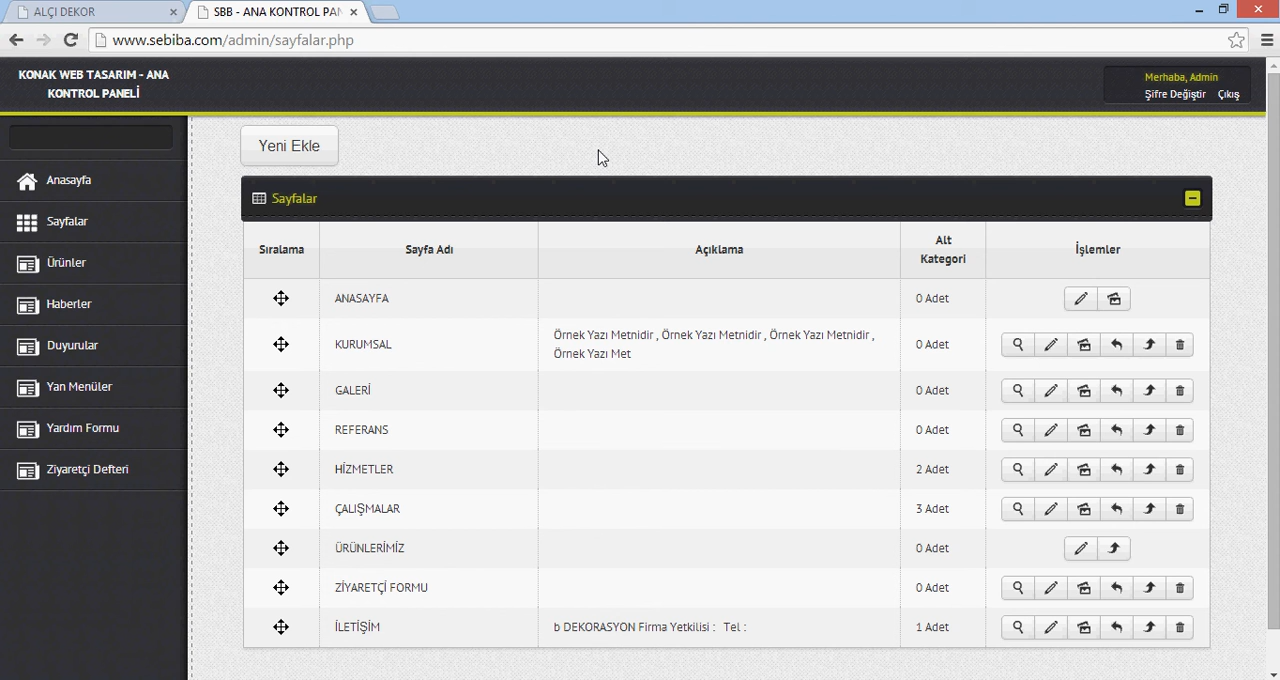 ALÇI DEKOR
SBB - ANA KONTROL PAN
www.sebiba.com/admin/sayfalar.php
KONAK WEB TASARIM - ANA
KONTROL PANELİ
Merhaba, Admin
Şifre Değiştir Çıkış
Anasayfa
Sayfalar
Ürünler
Haberler
Duyurular
Yan Menüler
Yardım Formu
Ziyaretçi Defteri
Yeni Ekle
Sayfalar
Sıralama Sayfa Adı Açıklama Alt Kategori İşlemler
ANASAYFA 0 Adet
KURUMSAL Örnek Yazı Metnidir , Örnek Yazı Metnidir , Örnek Yazı Metnidir , 0 Adet
Örnek Yazı Met
GALERİ 0 Adet
REFERANS 0 Adet
HİZMETLER 2 Adet
ÇALIŞMALAR 3 Adet
ÜRÜNLERİMİZ 0 Adet
ZİYARETÇİ FORMU 0 Adet
İLETİŞİM b DEKORASYON Firma Yetkilisi : Tel : 1 Adet